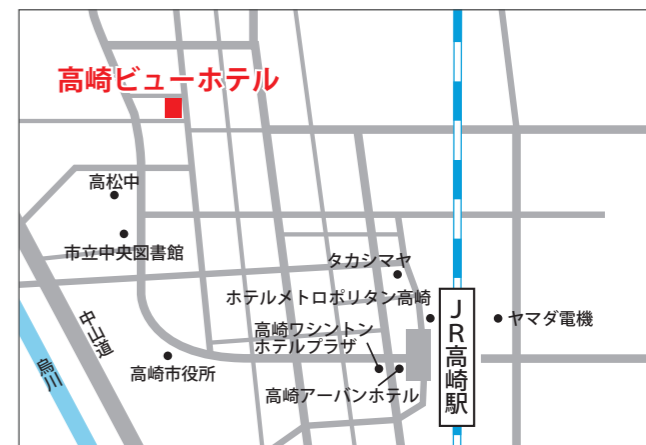 高崎ビューホテル
高松中
市立中央図書館
タカシマヤ
ホテルメトロポリタン高崎
JR高崎駅
ヤマダ電機
中山道
烏川
高崎市役所
高崎ワシントン
ホテルプラザ
高崎アーバンホテル